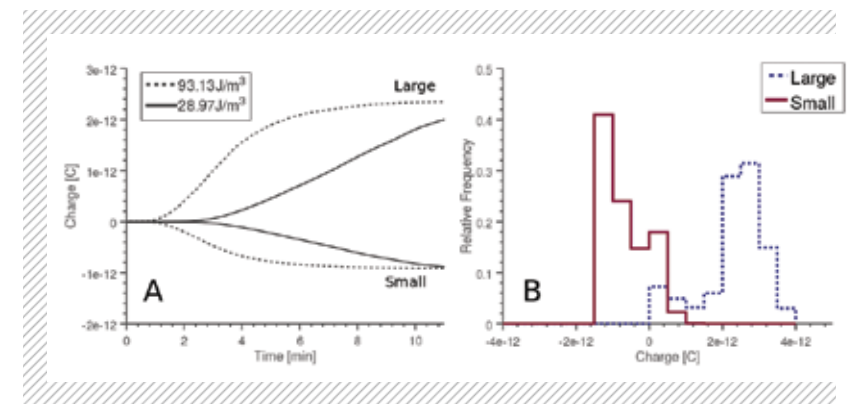 3e-12
2e-12
1e-12
0
-1e-12
-2e-12
Charge [C]
93.13J/m³
28.97J/m³
Large
Small
A
0 2 4 6 8 10
Time [min]
0.5
0.4
0.3
0.2
0.1
0
Relative Frequency
Large
Small
B
-4e-12 -2e-12 0 2e-12 4e-12
Charge [C]